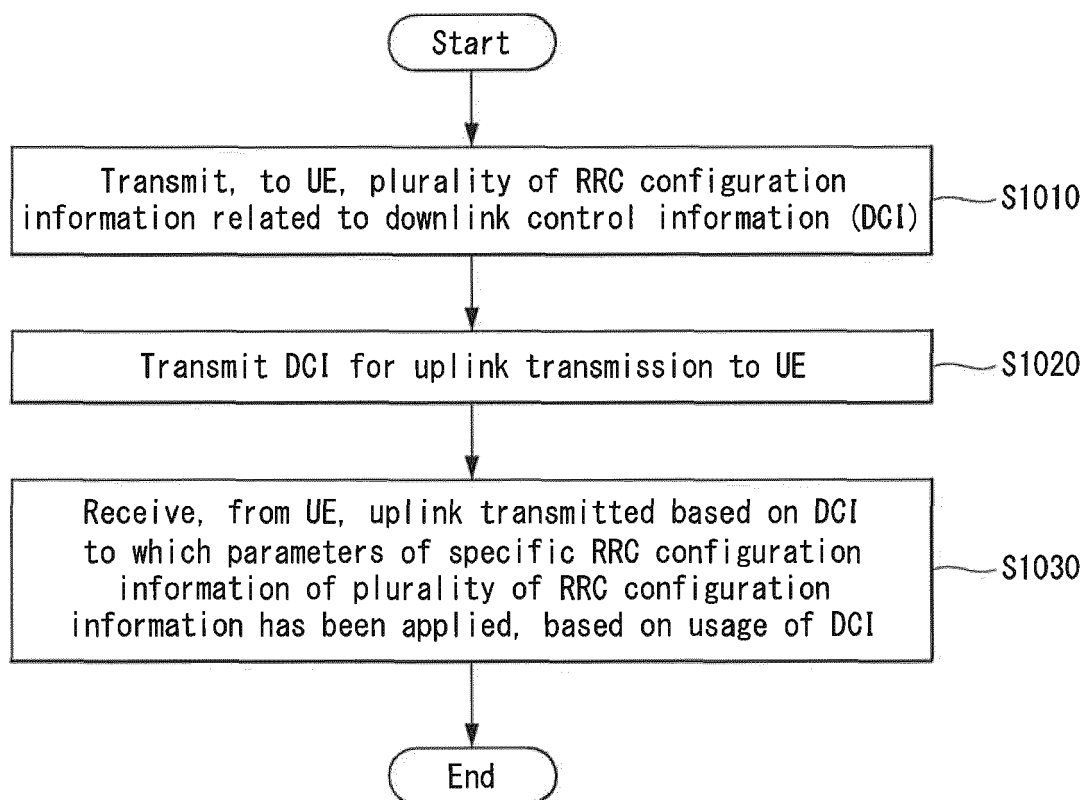 Start
Transmit, to UE, plurality of RRC configuration
information related to downlink control information (DCI)
S1010
Transmit DCI for uplink transmission to UE
S1020
Receive, from UE, uplink transmitted based on DCI
to which parameters of specific RRC configuration
information of plurality of RRC configuration
information has been applied, based on usage of DCI
S1030
End